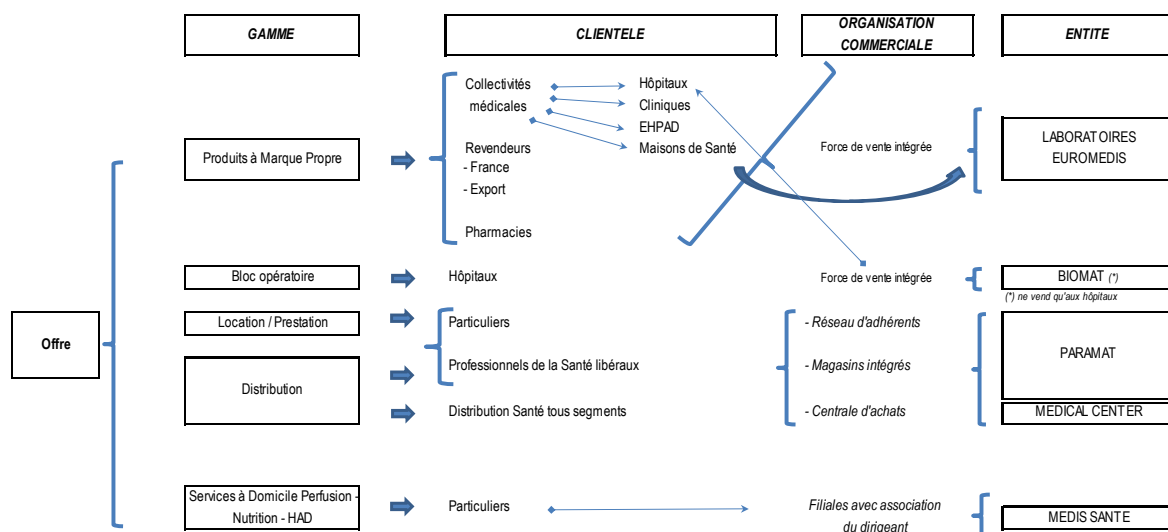 GAMME
CLIENTELE
ORGANISATION
COMMERCIALE
ENTITE
Offre
Produits à Marque Propre
Collectivités
médicales
Hôpitaux
Cliniques
EHPAD
Maisons de Santé
Revendeurs
- France
- Export
Pharmacies
Force de vente intégrée
LABORATOIRES
EUROMEDIS
Bloc opératoire
Hôpitaux
Force de vente intégrée
BIOMAT (*)
(*) ne vend qu'aux hôpitaux
Location / Prestation
Particuliers
- Réseau d'adhérents
PARAMAT
Distribution
Professionnels de la Santé libéraux
- Magasins intégrés
Distribution Santé tous segments
- Centrale d'achats
MEDICAL CENTER
Services à Domicile Perfusion -
Nutrition - HAD
Particuliers
Filiales avec association
du dirigeant
MEDIS SANTE